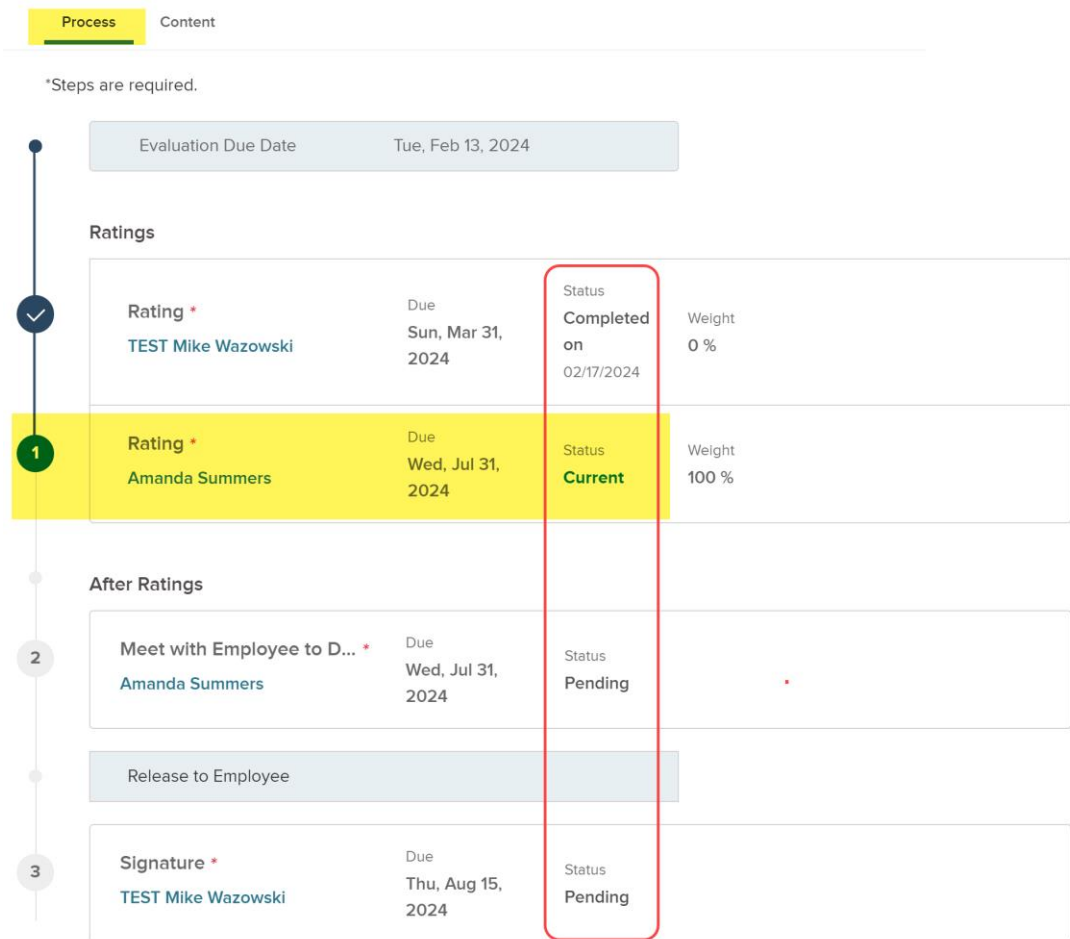 Process Content
*Steps are required.
Evaluation Due Date Tue, Feb 13, 2024
Ratings
Rating *
TEST Mike Wazowski
Due
Sun, Mar 31,
2024
Status
Completed
on
02/17/2024
Weight
0 %
1
Rating *
Amanda Summers
Due
Wed, Jul 31,
2024
Status
Current
Weight
100 %
After Ratings
2
Meet with Employee to D... *
Amanda Summers
Due
Wed, Jul 31,
2024
Status
Pending
Release to Employee
3
Signature *
TEST Mike Wazowski
Due
Thu, Aug 15,
2024
Status
Pending